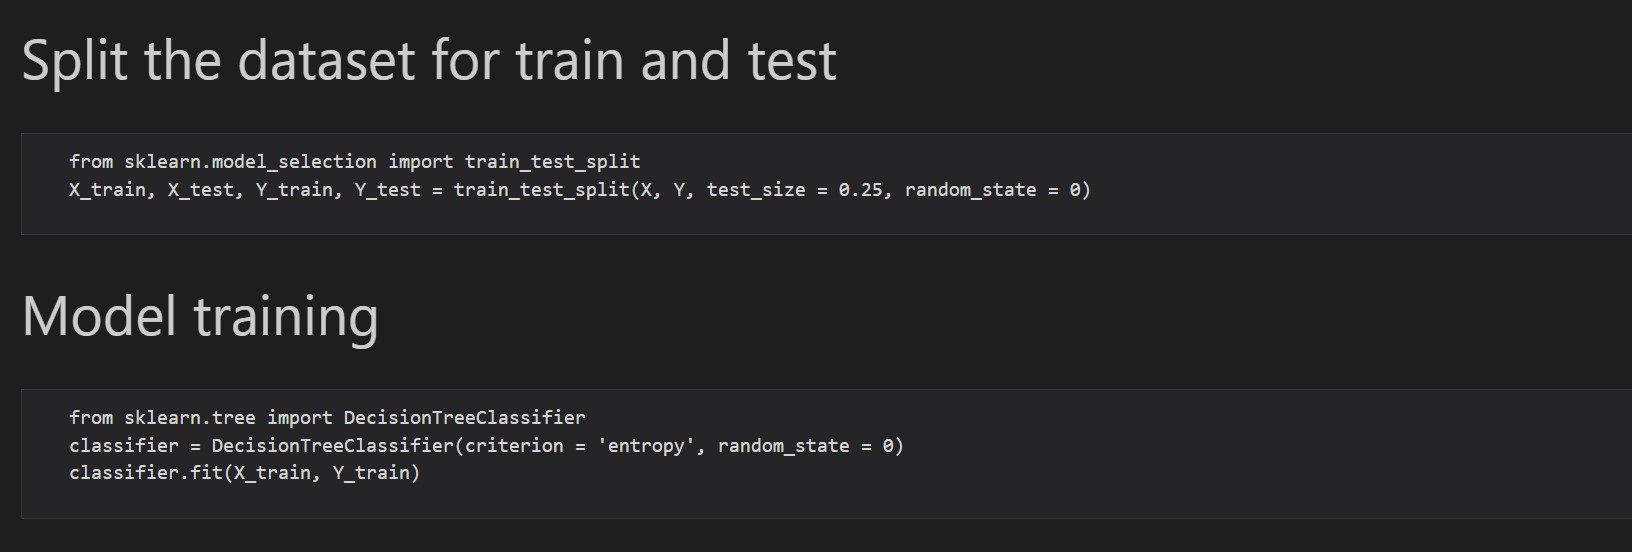 Split the dataset for train and test
from sklearn.model_selection import train_test_split
X_train, X_test, Y_train, Y_test = train_test_split(X, Y, test_size = 0.25, random_state = 0)
Model training
from sklearn.tree import DecisionTreeClassifier
classifier = DecisionTreeClassifier(criterion = 'entropy', random_state = 0)
classifier.fit(X_train, Y_train)